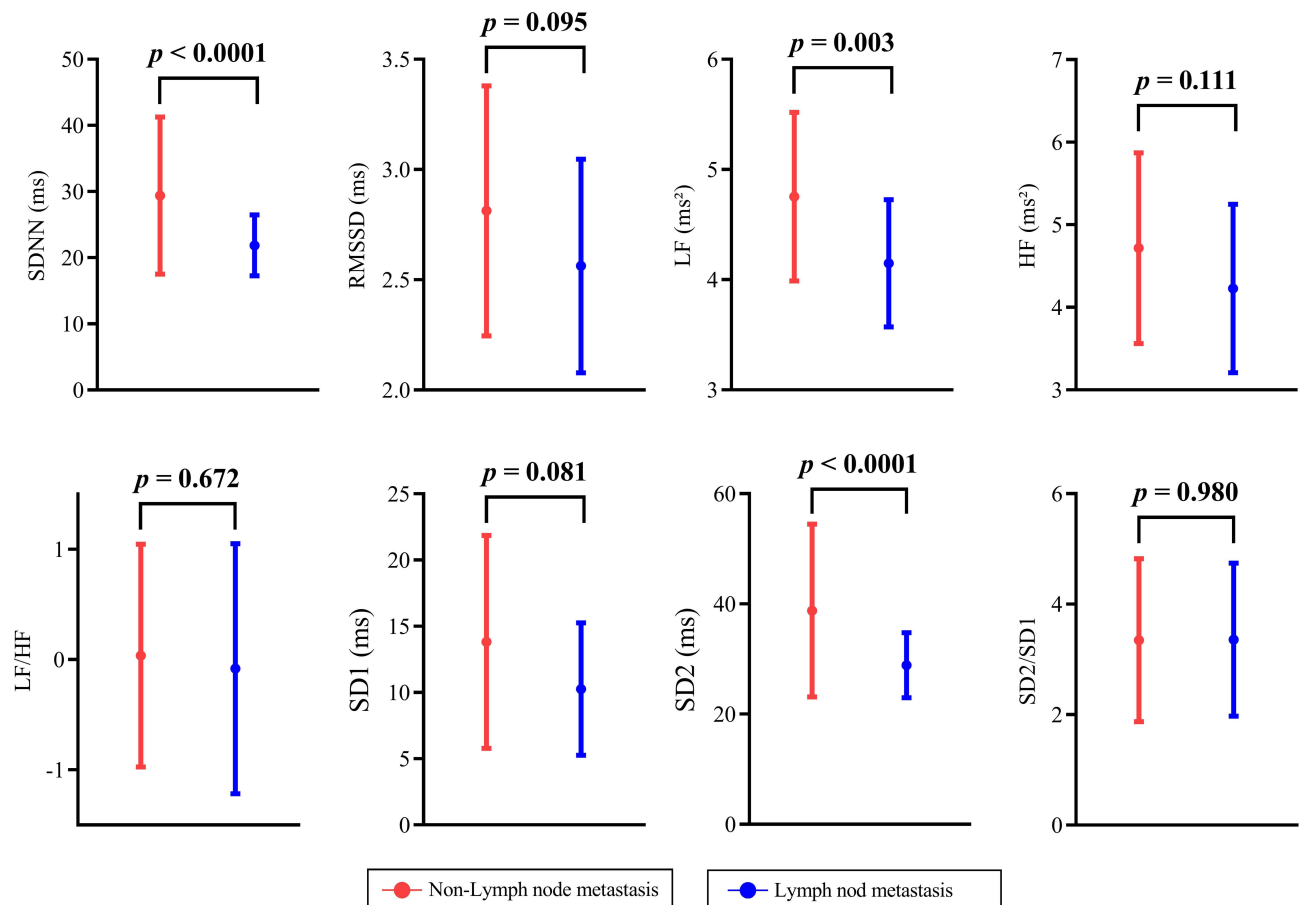 p < 0.0001
50
40
30
20
10
0
SDNN (ms)
p = 0.095
3.5
3.0
2.5
2.0
RMSSD (ms)
p = 0.003
6
5
4
3
LF (ms²)
p = 0.111
7
6
5
4
3
HF (ms²)
p = 0.672
1
0
-1
LF/HF
p = 0.081
25
20
15
10
5
0
SD1 (ms)
p < 0.0001
60
40
20
0
SD2 (ms)
p = 0.980
6
4
2
0
SD2/SD1
Non-Lymph node metastasis
Lymph nod metastasis